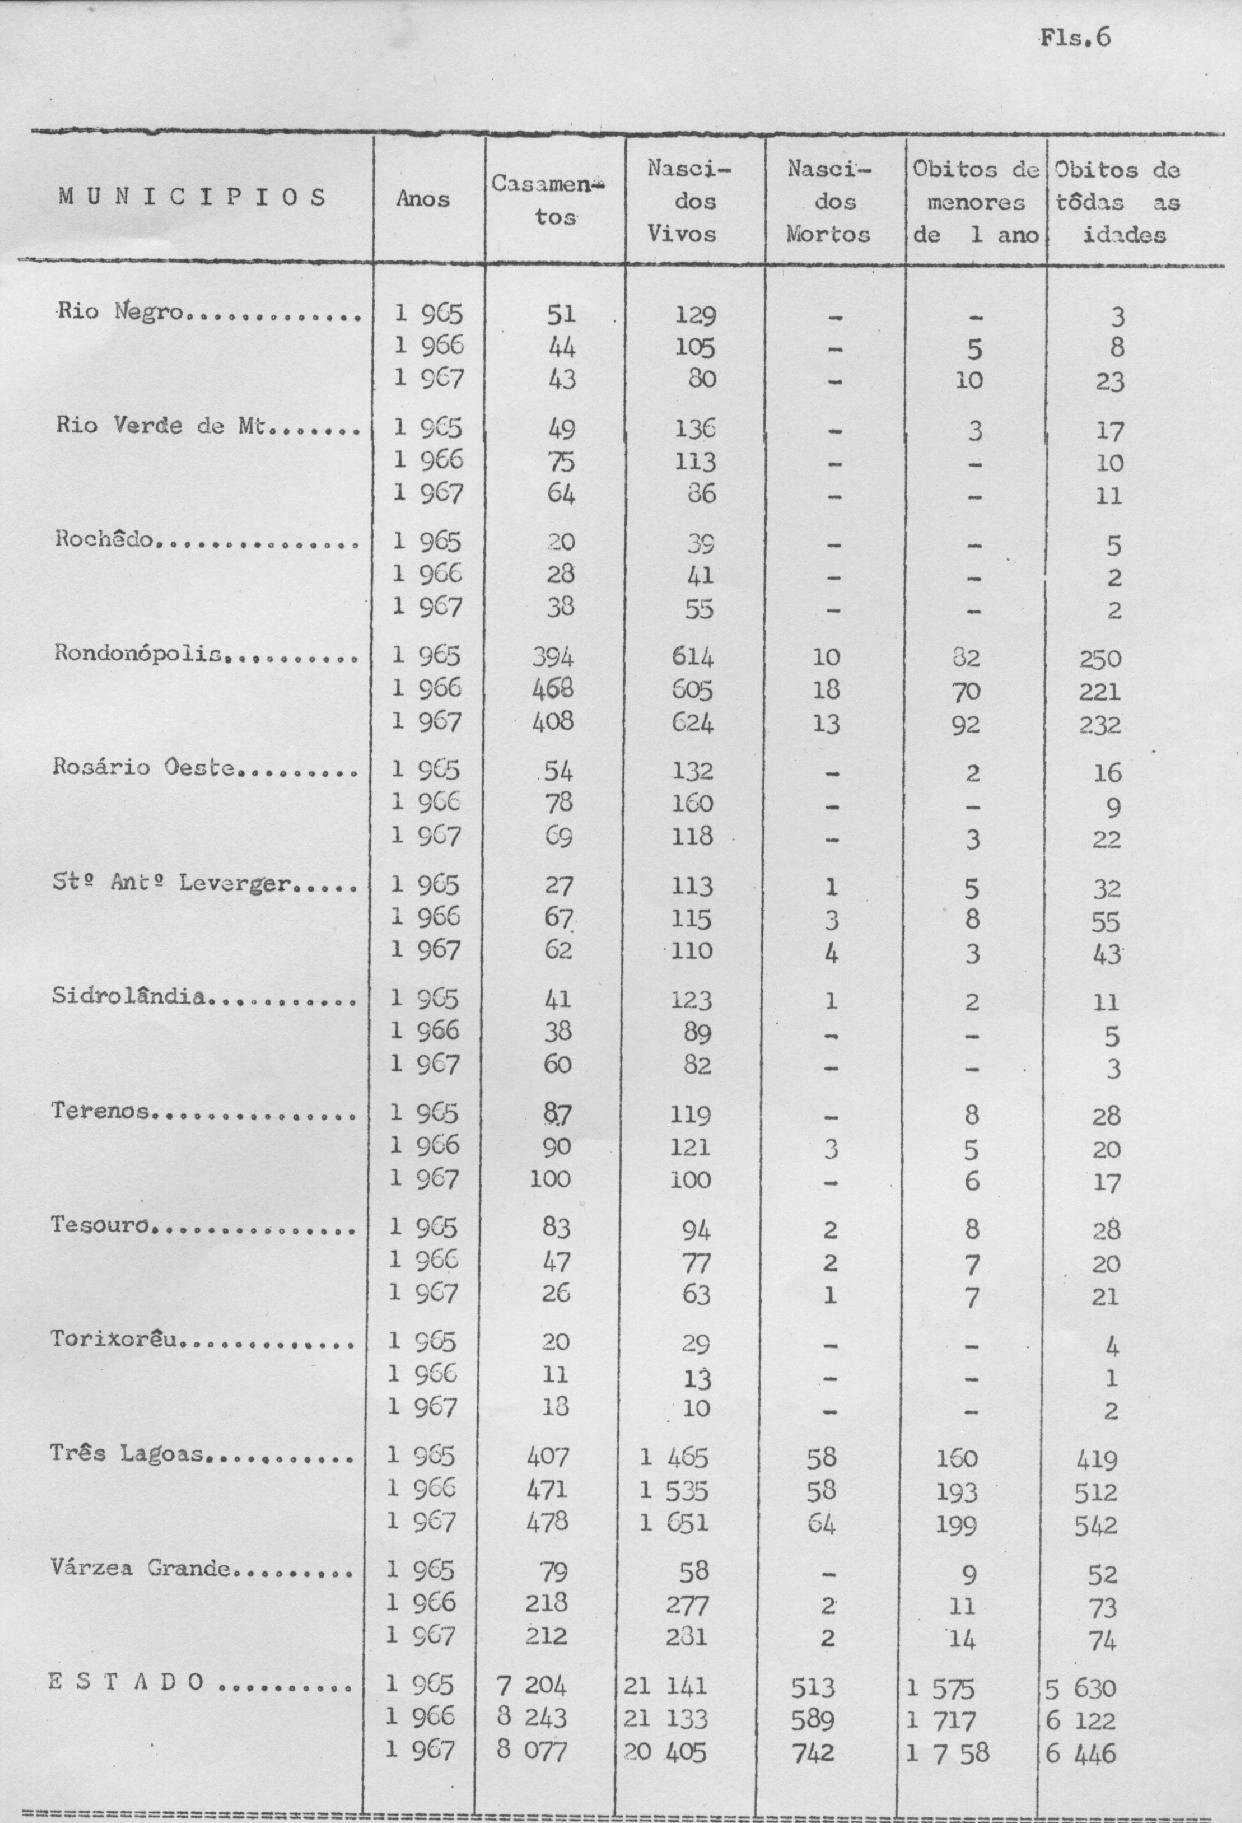 Fls.6
MUNICIPIOS Anos Casamen- Nasci- Nasci- Obitos de Obitos de
tos dos dos menores tôdas as
Vivos Mortos de 1 ano idades
Rio Negro............. 1 965 51 129 - - 3
1 966 44 105 - 5 8
1 967 43 80 - 10 23
Rio Verde de Mt....... 1 965 49 136 - 3 17
1 966 75 113 - - 10
1 967 64 86 - - 11
Rochêdo............... 1 965 20 39 - - 5
1 966 28 41 - - 2
1 967 38 55 - - 2
Rondonópolis.......... 1 965 394 614 10 82 250
1 966 468 605 18 70 221
1 967 408 624 13 92 232
Rosário Oeste......... 1 965 54 132 - 2 16
1 966 78 160 - - 9
1 967 69 118 - 3 22
Stº Antº Leverger..... 1 965 27 113 1 5 32
1 966 67 115 3 8 55
1 967 62 110 4 3 43
Sidrolândia........... 1 965 41 123 1 2 11
1 966 38 89 - - 5
1 967 60 82 - - 3
Terenos............... 1 965 87 119 - 8 28
1 966 90 121 3 5 20
1 967 100 100 - 6 17
Tesouro............... 1 965 83 94 2 8 28
1 966 47 77 2 7 20
1 967 26 63 1 7 21
Torixorêu............. 1 965 20 29 - - 4
1 966 11 13 - - 1
1 967 18 10 - - 2
Três Lagoas........... 1 965 407 1 465 58 160 419
1 966 471 1 535 58 193 512
1 967 478 1 651 64 199 542
Várzea Grande......... 1 965 79 58 - 9 52
1 966 218 277 2 11 73
1 967 212 281 2 14 74
ESTADO .......... 1 965 7 204 21 141 513 1 575 5 630
1 966 8 243 21 133 589 1 717 6 122
1 967 8 077 20 405 742 1 7 58 6 446